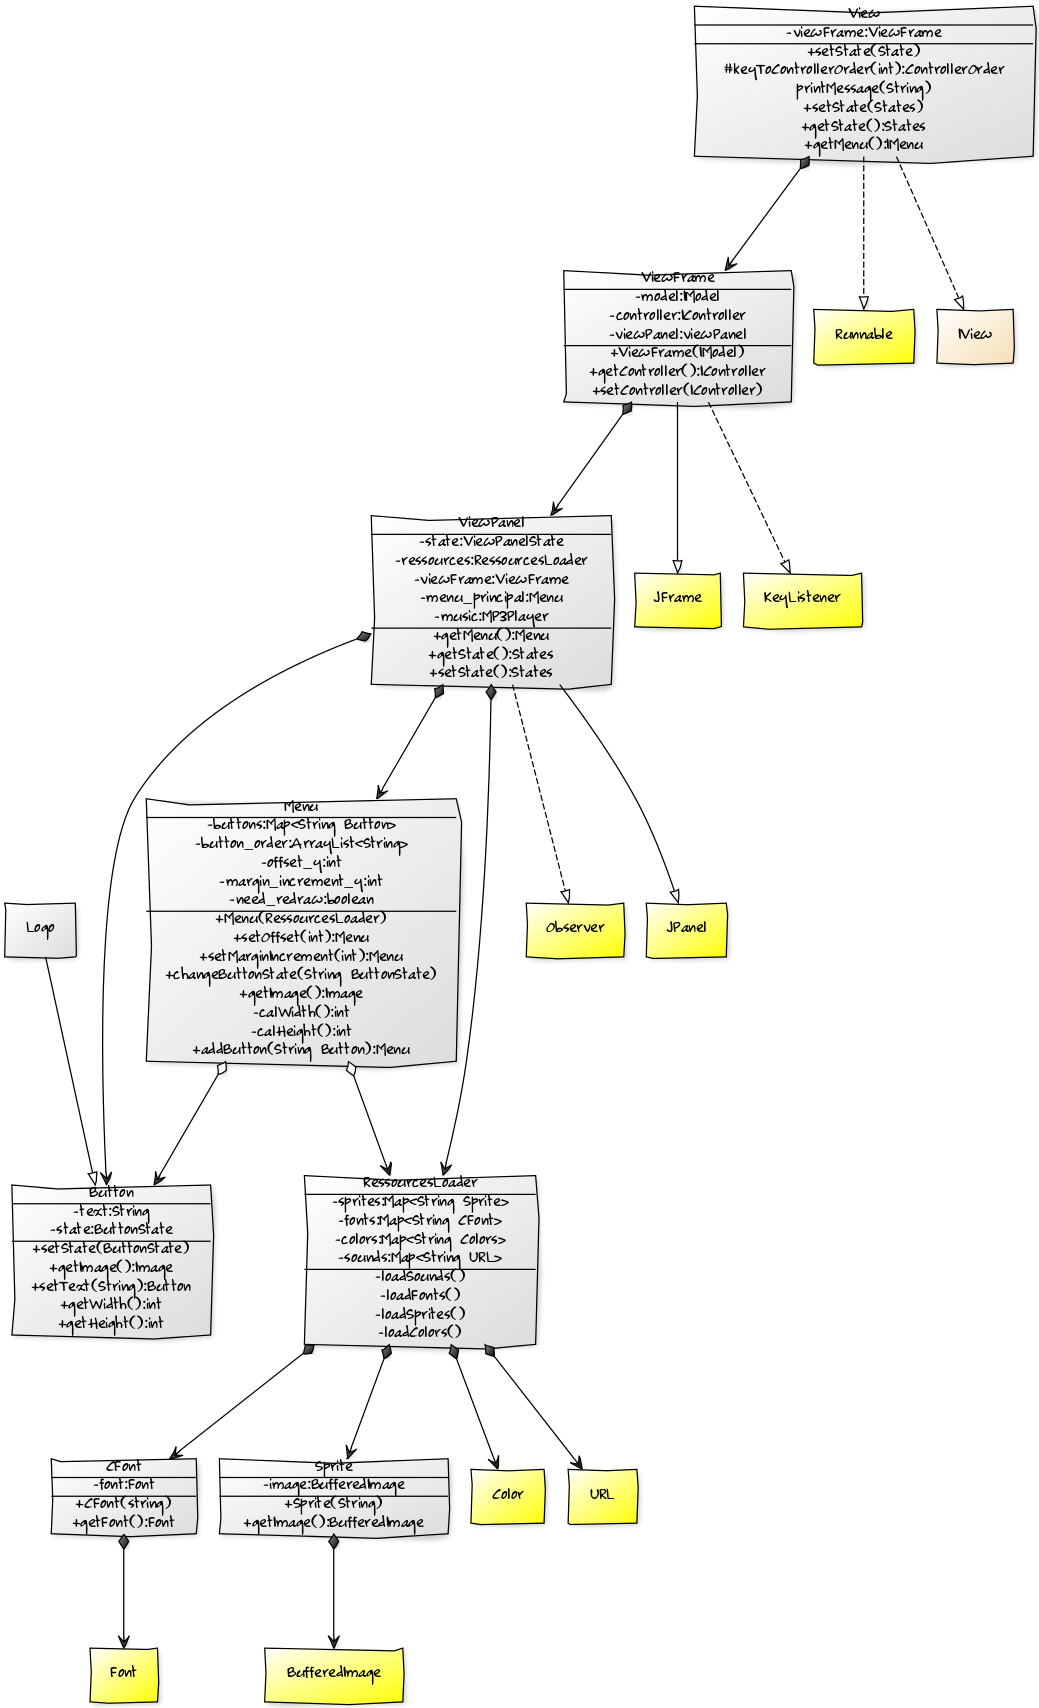 View
-viewFrame:ViewFrame
+setState(State)
#keyToControllerOrder(int):ControllerOrder
printMessage(String)
+setState(States)
+getState():States
+getMenu():IMenu
ViewFrame
-model:IModel
-controller:IController
-viewPanel:viewPanel
+ViewFrame(IModel)
+getController():IController
+setController(IController)
Runnable
IView
ViewPanel
-state:ViewPanelState
-ressources:RessourcesLoader
-viewFrame:ViewFrame
-menu_principal:Menu
-music:MP3Player
+getMenu():Menu
+getState():States
+setState():States
JFrame
KeyListener
Menu
-buttons:Map<String Button>
-button_order:ArrayList<String>
-offset_y:int
-margin_increment_y:int
-need_redraw:boolean
+Menu(RessourcesLoader)
+setOffset(int):Menu
+setMarginIncrement(int):Menu
+changeButtonState(String ButtonState)
+getImage():Image
-calWidth():int
-calHeight():int
+addButton(String Button):Menu
Logo
Observer
JPanel
Button
-text:String
-state:ButtonState
+setState(ButtonState)
+getImage():Image
+setText(String):Button
+getWidth():int
+getHeight():int
RessourcesLoader
-sprites:Map<String Sprite>
-fonts:Map<String CFont>
-colors:Map<String Colors>
-sounds:Map<String URL>
-loadSounds()
-loadFonts()
-loadSprites()
-loadColors()
CFont
-font:Font
+CFont(string)
+getFont():Font
Sprite
-image:BufferedImage
+Sprite(String)
+getImage():BufferedImage
Color
URL
Font
BufferedImage